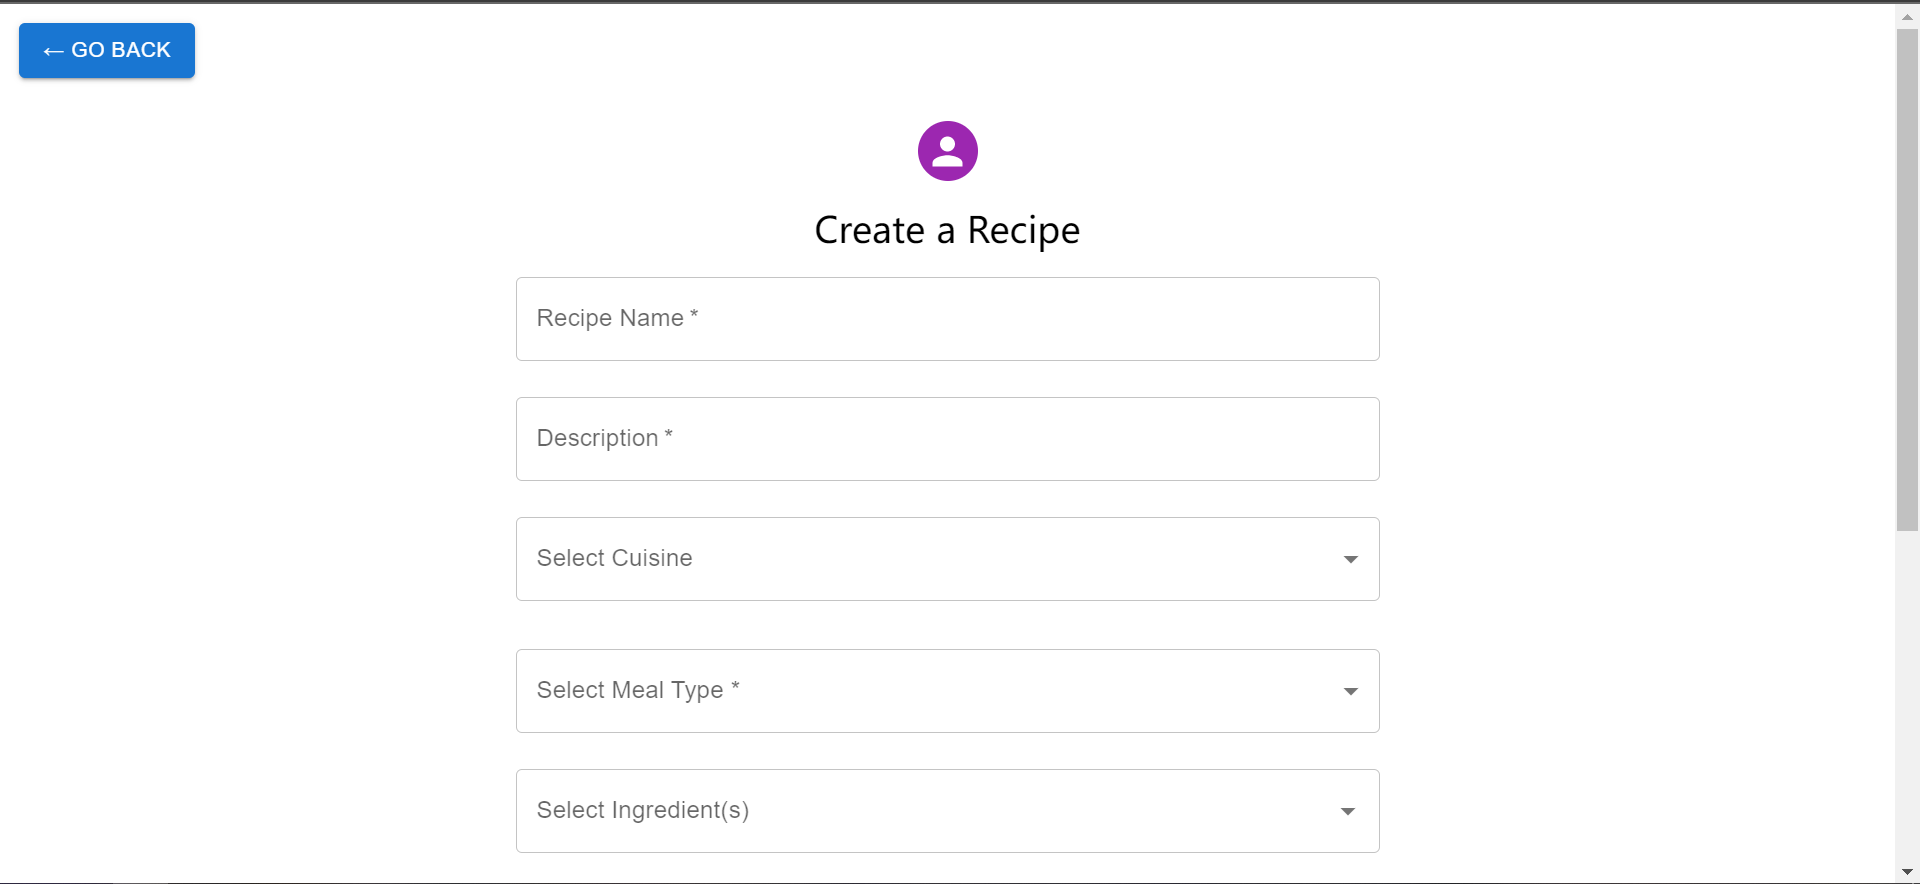 ← GO BACK
Create a Recipe
Recipe Name *
Description *
Select Cuisine
Select Meal Type *
Select Ingredient(s)